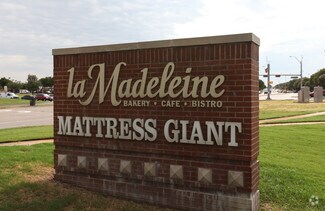 la Madeleine
BAKERY • CAFE • BISTRO
MATTRESS GIANT